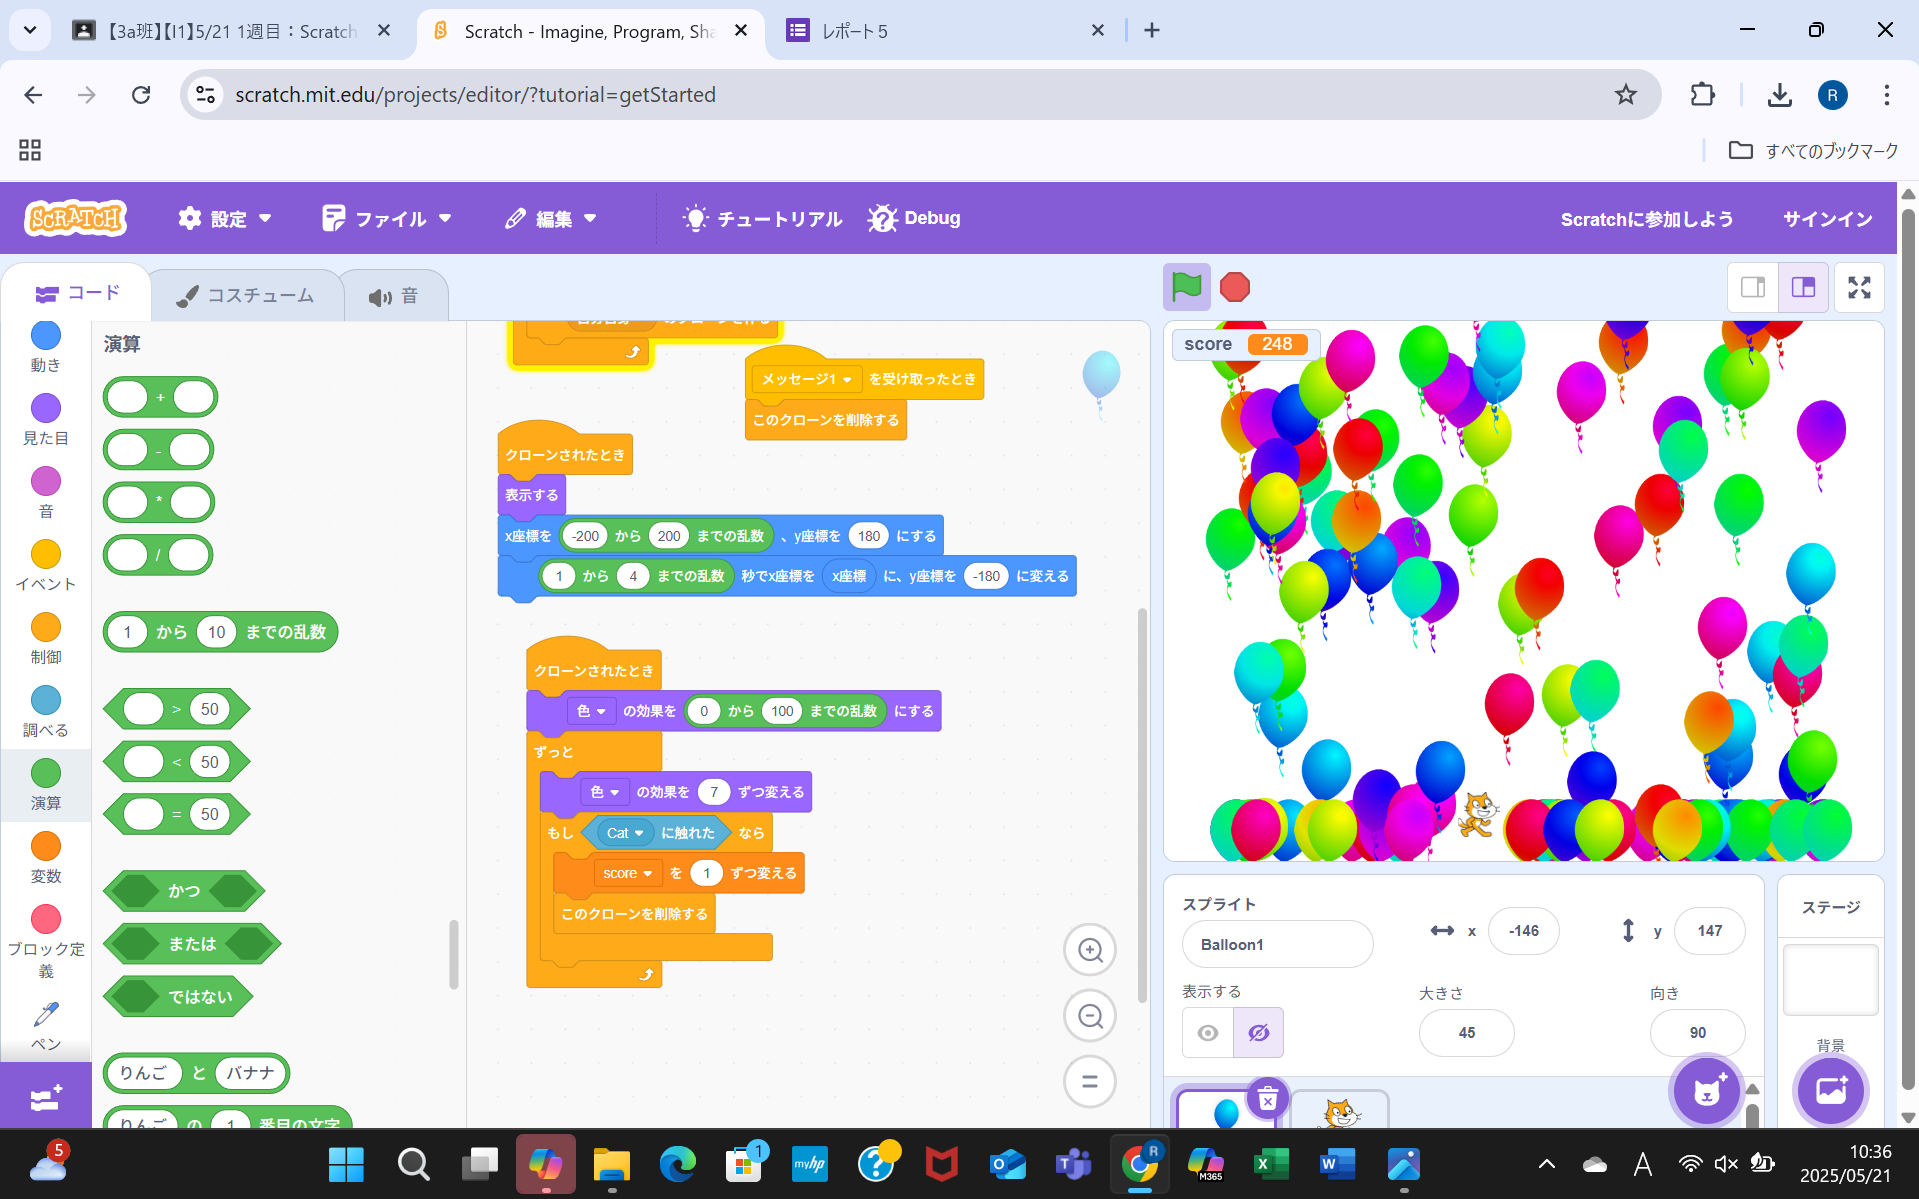 【3a班】【I1】5/21 1週目：Scratch
Scratch - Imagine, Program, Sha
レポート 5
scratch.mit.edu/projects/editor/?tutorial=getStarted
R
すべてのブックマーク
SCRATCH
設定
ファイル
編集
チュートリアル
Debug
Scratchに参加しよう
サインイン
コード
コスチューム
音
動き
見た目
音
イベント
制御
調べる
演算
変数
ブロック定義
ペン
演算
+
-
*
/
1 から 10 までの乱数
> 50
< 50
= 50
かつ
または
ではない
りんご と バナナ
りんご の 1 番目の文字
メッセージ1 を受け取ったとき
このクローンを削除する
クローンされたとき
表示する
x座標を -200 から 200 までの乱数 、y座標を 180 にする
1 から 4 までの乱数 秒でx座標を x座標 に、y座標を -180 に変える
クローンされたとき
色 の効果を 0 から 100 までの乱数 にする
ずっと
色 の効果を 7 ずつ変える
もし Cat に触れた なら
score を 1 ずつ変える
このクローンを削除する
score 248
スプライト
Balloon1
x -146
y 147
表示する
大きさ
45
向き
90
ステージ
背景
5
1
myhp
R
M365
A
10:36
2025/05/21